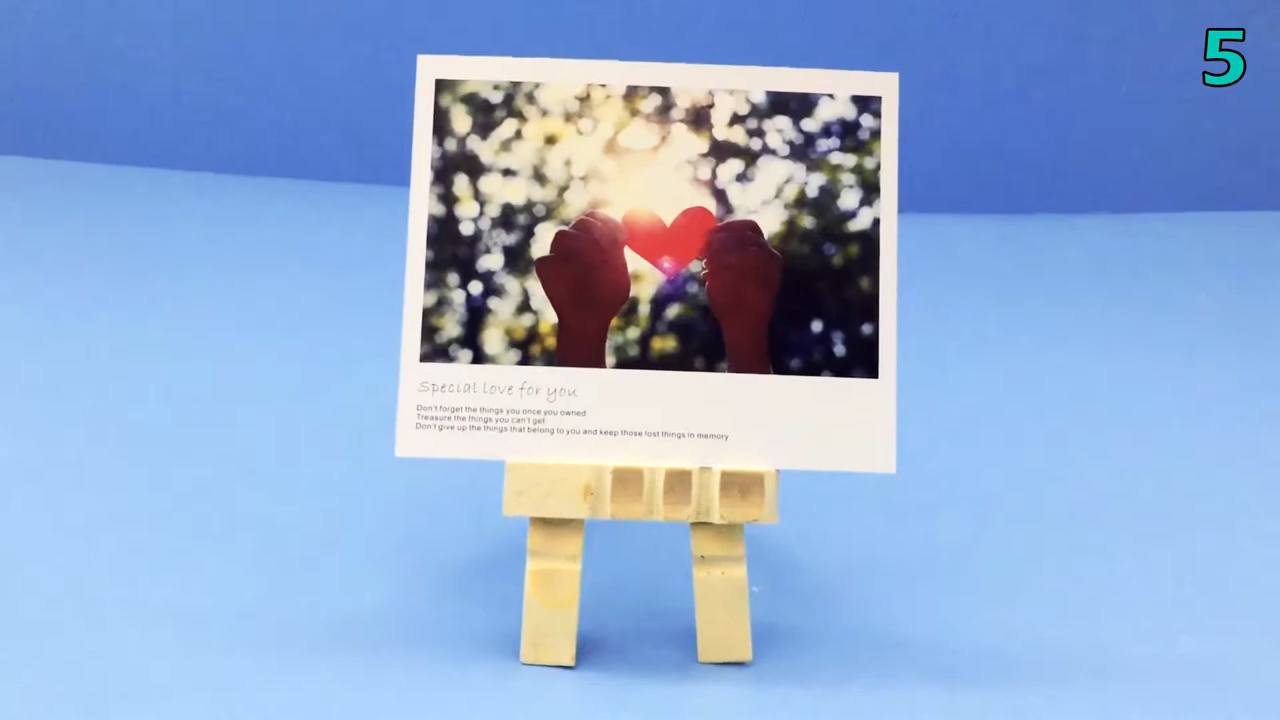 5
Special love for you
Don't forget the things you once you owned
Treasure the things you can't get
Don't give up the things that belong to you and keep those lost things in memory